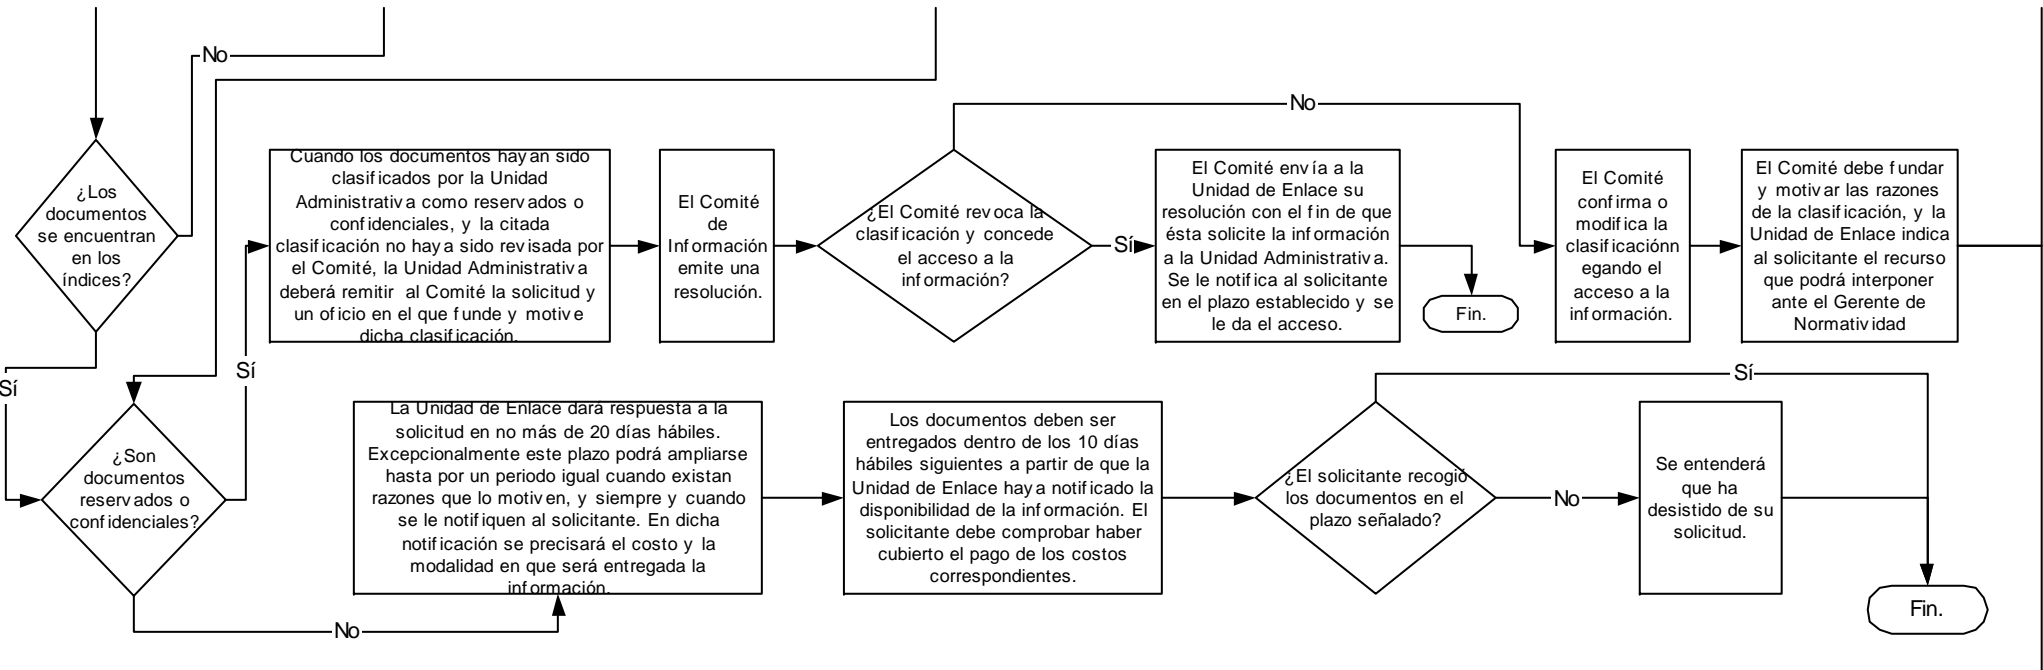 No
¿Los
documentos
se encuentran
en los
índices?
Sí
Cuando los documentos hayan sido
clasificados por la Unidad
Administrativa como reservados o
confidenciales, y la citada
clasificación no haya sido revisada por
el Comité, la Unidad Administrativa
deberá remitir al Comité la solicitud y
un oficio en el que funde y motive
dicha clasificación.
El Comité
de
Información
emite una
resolución.
¿El Comité revoca la
clasificación y concede
el acceso a la
información?
No
Sí
El Comité envía a la
Unidad de Enlace su
resolución con el fin de que
ésta solicite la información
a la Unidad Administrativa.
Se le notifica al solicitante
en el plazo establecido y se
le da el acceso.
Fin.
El Comité
confirma o
modifica la
clasificaciónn
egando el
acceso a la
información.
El Comité debe fundar
y motivar las razones
de la clasificación, y la
Unidad de Enlace indica
al solicitante el recurso
que podrá interponer
ante el Gerente de
Normatividad
Sí
¿Son
documentos
reservados o
confidenciales?
No
La Unidad de Enlace dará respuesta a la
solicitud en no más de 20 días hábiles.
Excepcionalmente este plazo podrá ampliarse
hasta por un periodo igual cuando existan
razones que lo motiven, y siempre y cuando
se le notifiquen al solicitante. En dicha
notificación se precisará el costo y la
modalidad en que será entregada la
información.
Los documentos deben ser
entregados dentro de los 10 días
hábiles siguientes a partir de que la
Unidad de Enlace haya notificado la
disponibilidad de la información. El
solicitante debe comprobar haber
cubierto el pago de los costos
correspondientes.
¿El solicitante recogió
los documentos en el
plazo señalado?
Sí
No
Se entenderá
que ha
desistido de su
solicitud.
Fin.